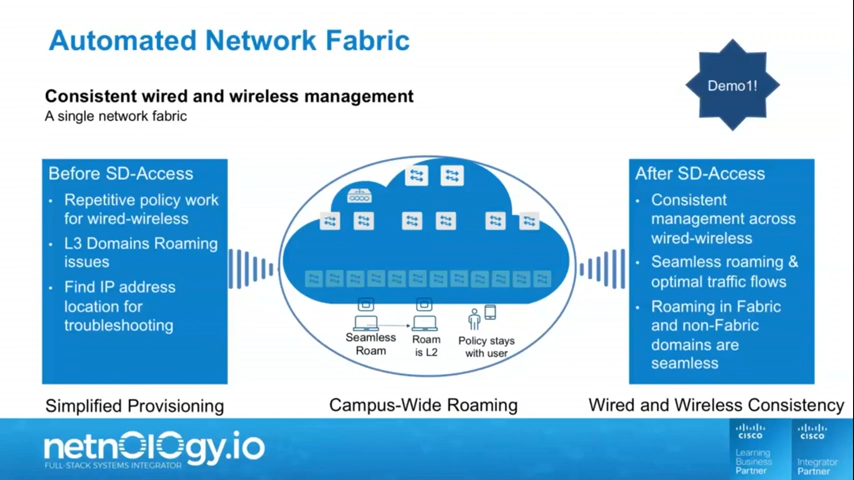 Automated Network Fabric
Demo1!
Consistent wired and wireless management
A single network fabric
Before SD-Access
• Repetitive policy work
for wired-wireless
• L3 Domains Roaming
issues
• Find IP address
location for
troubleshooting
Seamless
Roam
Roam
is L2
Policy stays
with user
After SD-Access
• Consistent
management across
wired-wireless
• Seamless roaming &
optimal traffic flows
• Roaming in Fabric
and non-Fabric
domains are
seamless
Simplified Provisioning
Campus-Wide Roaming
Wired and Wireless Consistency
netnology.io
FULL-STACK SYSTEMS INTEGRATOR
CISCO
Learning
Business
Partner
CISCO
Integrator
Partner